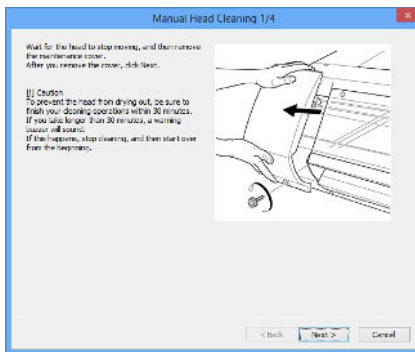 Manual Head Cleaning 1/4
Wait for the head to stop moving, and then remove
the maintenance cover.
After you remove the cover, click Next.
[!] Caution
To prevent the head from drying out, be sure to
finish your cleaning operations within 30 minutes.
If you take longer than 30 minutes, a warning
buzzer will sound.
If this happens, stop cleaning, and then start over
from the beginning.
< Back
Next >
Cancel